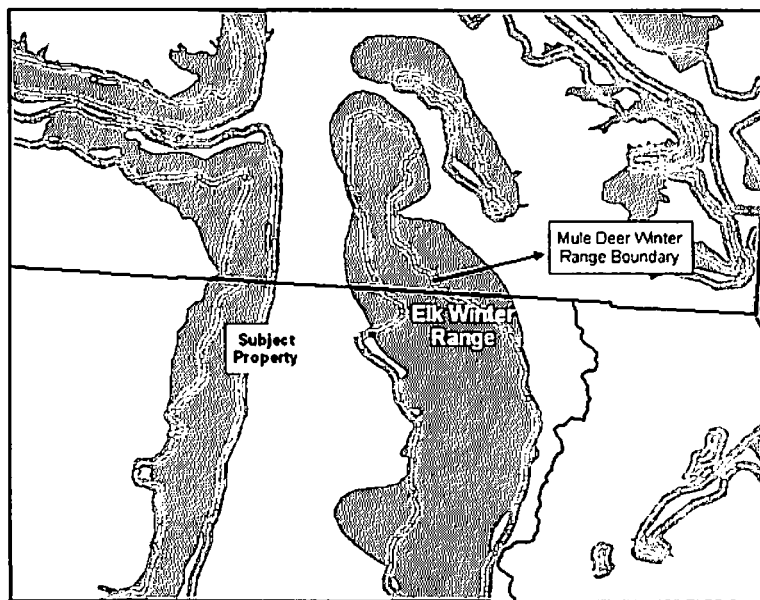 Mule Deer Winter
Range Boundary
Elk Winter
Range
Subject
Property